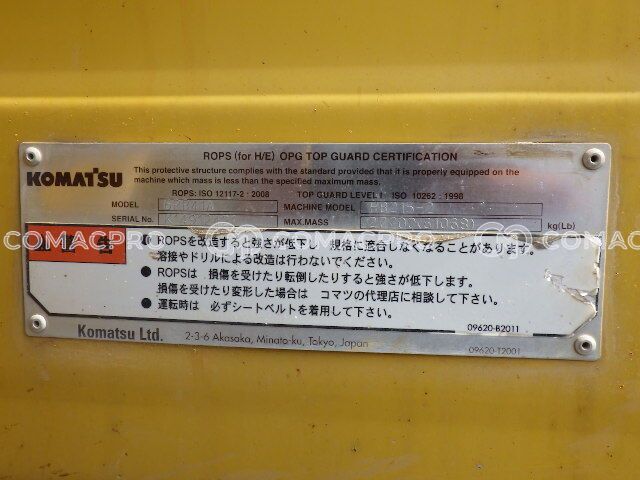 ROPS (for H/E) OPG TOP GUARD CERTIFICATION
KOMATSU
This protective structure complies with the standard provided that it is properly equipped on the
machine which mass is less than the specified maximum mass.
ROPS: ISO 12117-2 : 2008 TOP GUARD LEVEL I ISO 10262 : 1998
MODEL MACHINE MODEL
SERIAL No. MAX.MASS kg(Lb)
COMACPRO COMACPRO COMACPRO
● ROPSを改造すると強さが低下し 規格に適合しなくなることがあります。
溶接やドリルによる改造は行わないでください。
● ROPSは 損傷を受けたり転倒したりすると強さが低下します。
損傷を受けたり変形した場合は コマツの代理店に相談して下さい。
● 運転時は 必ずシートベルトを着用して下さい。
09620-B2011
Komatsu Ltd. 2-3-6 Akasaka, Minato-ku, Tokyo, Japan 09620-T2001